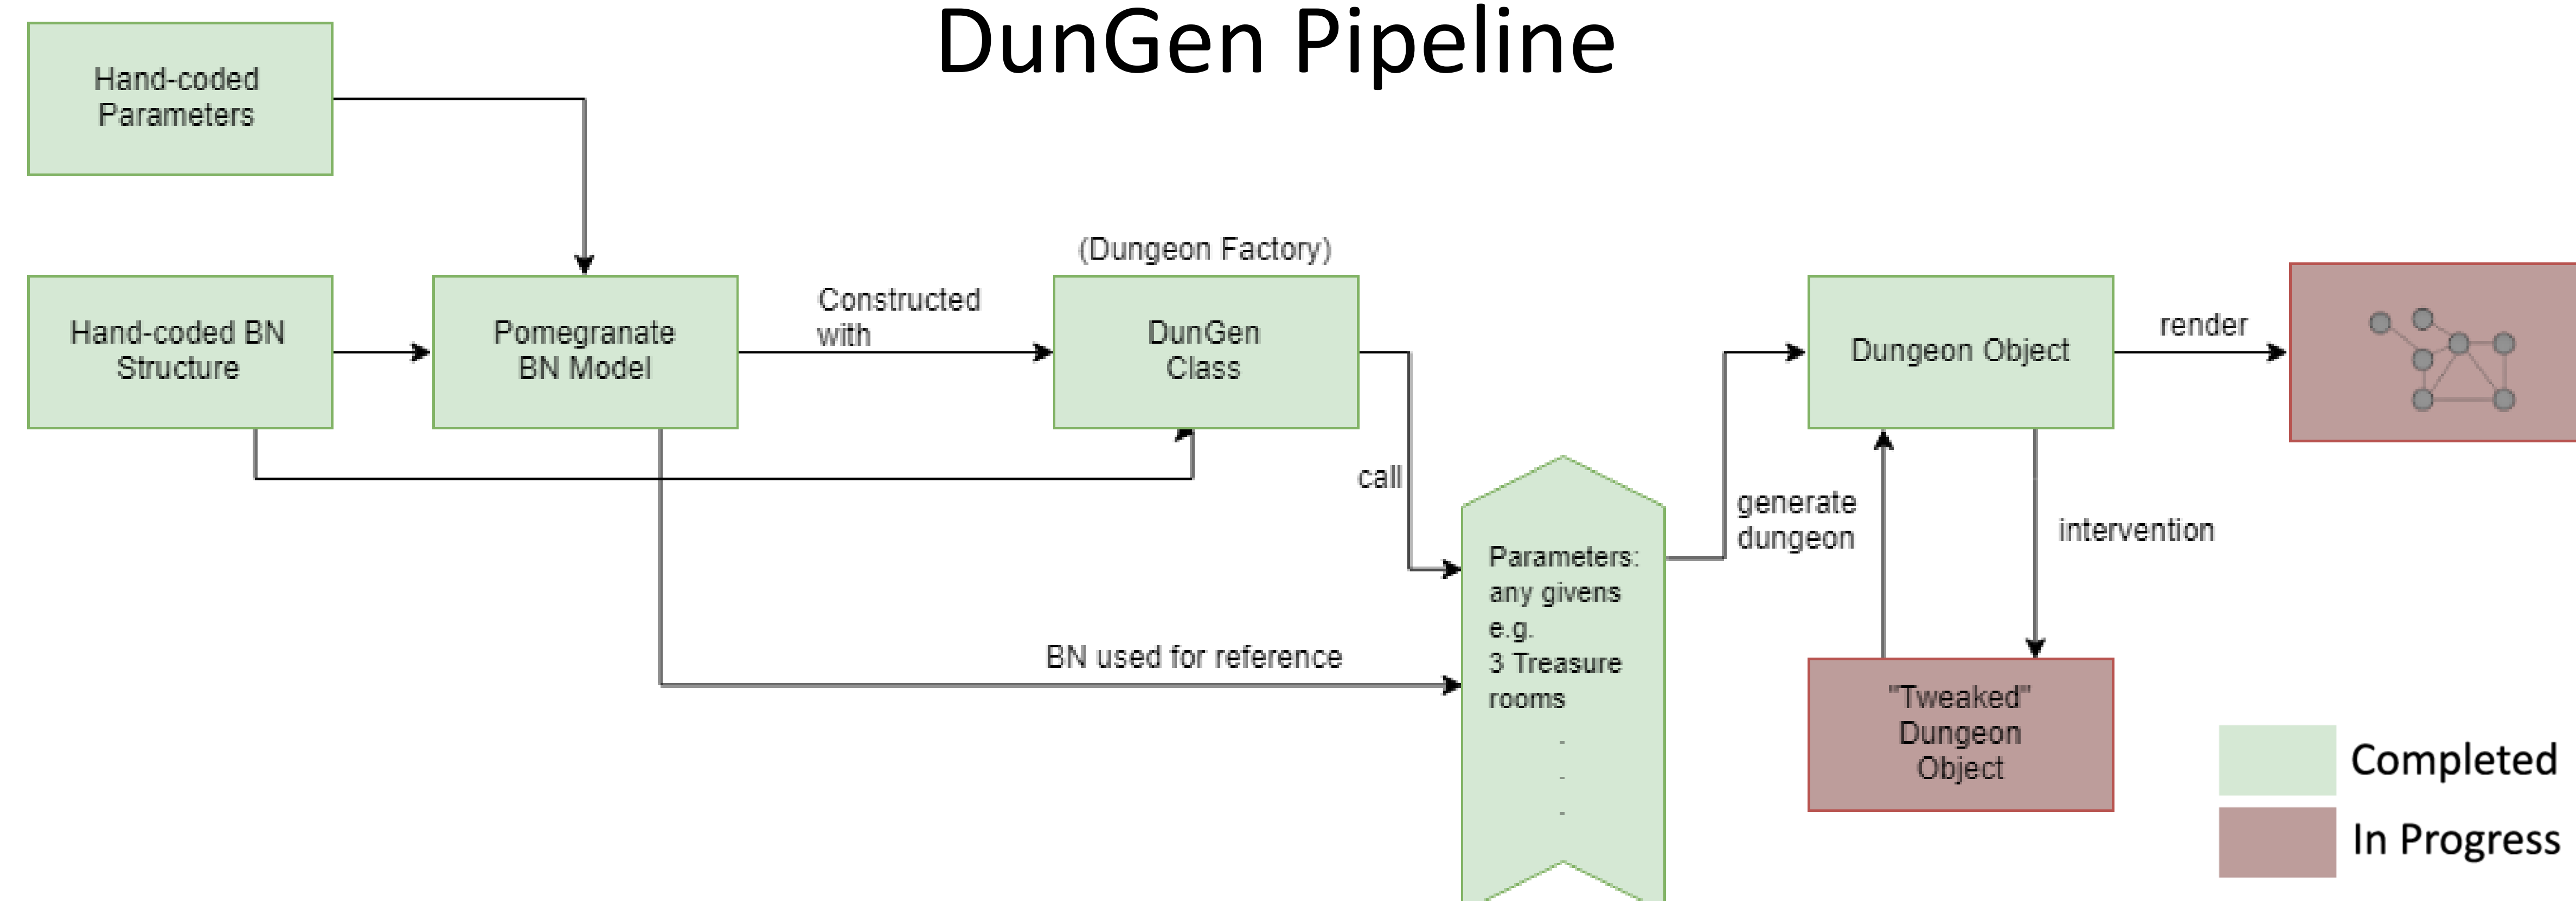 DunGen Pipeline
Hand-coded
Parameters
(Dungeon Factory)
Hand-coded BN
Structure
Pomegranate
BN Model
Constructed
with
DunGen
Class
Dungeon Object
render
call
generate
dungeon
intervention
Parameters:
any givens
e.g.
3 Treasure
rooms
.
.
.
BN used for reference
"Tweaked"
Dungeon
Object
Completed
In Progress